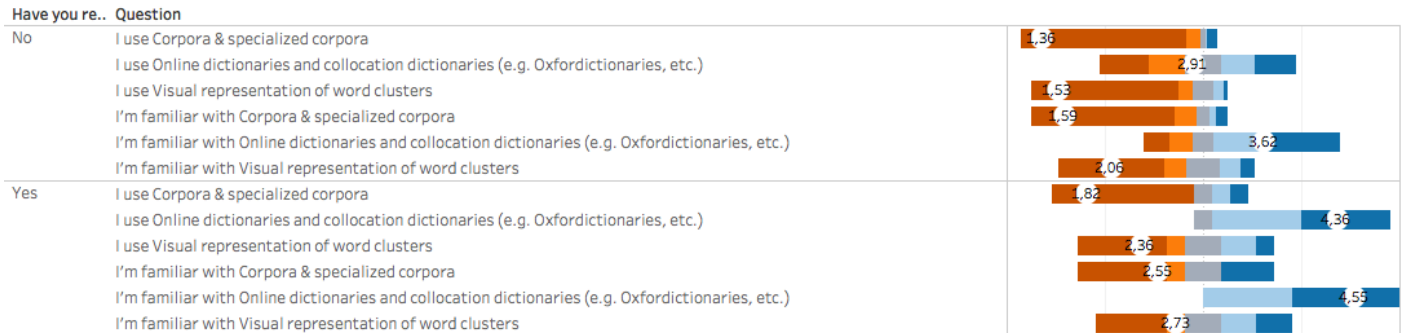 Have you re.. Question
No I use Corpora & specialized corpora 1,36
I use Online dictionaries and collocation dictionaries (e.g. Oxfordictionaries, etc.) 2,91
I use Visual representation of word clusters 1,53
I'm familiar with Corpora & specialized corpora 1,59
I'm familiar with Online dictionaries and collocation dictionaries (e.g. Oxfordictionaries, etc.) 3,62
I'm familiar with Visual representation of word clusters 2,06
Yes I use Corpora & specialized corpora 1,82
I use Online dictionaries and collocation dictionaries (e.g. Oxfordictionaries, etc.) 4,36
I use Visual representation of word clusters 2,36
I'm familiar with Corpora & specialized corpora 2,55
I'm familiar with Online dictionaries and collocation dictionaries (e.g. Oxfordictionaries, etc.) 4,55
I'm familiar with Visual representation of word clusters 2,73